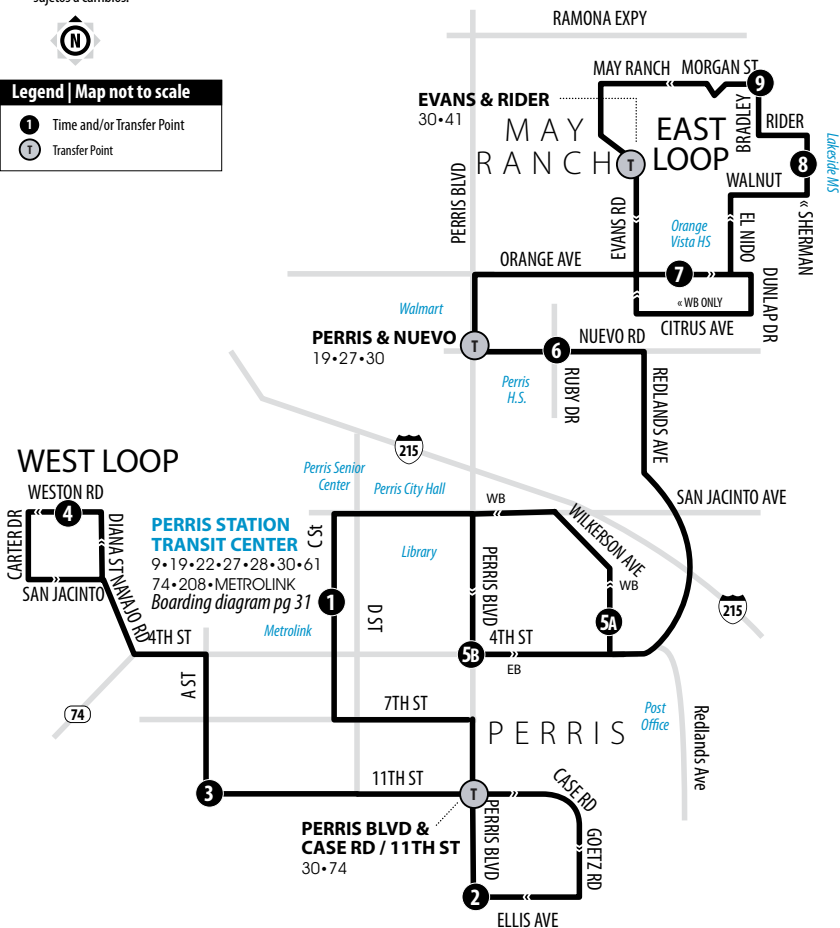 sujetos a cambios.
N
Legend | Map not to scale
1 Time and/or Transfer Point
T Transfer Point
RAMONA EXPY
MAY RANCH
MORGAN ST
9
EVANS & RIDER
30•41
MAY
RANCH
T
EAST
LOOP
BRADLEY
RIDER
8
Lakeside MS
WALNUT
« SHERMAN
PERRIS BLVD
EVANS RD
Orange
Vista HS
EL NIDO
ORANGE AVE
7
« WB ONLY
CITRUS AVE
DUNLAP DR
Walmart
PERRIS & NUEVO
19•27•30
T
6
NUEVO RD
Perris
H.S.
RUBY DR
REDLANDS AVE
215
WEST LOOP
Perris Senior
Center
Perris City Hall
WB
SAN JACINTO AVE
WESTON RD
4
CARTER DR
DIANA ST
SAN JACINTO
NAVAJO RD
PERRIS STATION
TRANSIT CENTER
9•19•22•27•28•30•61
74•208•METROLINK
Boarding diagram pg 31
C St
1
Library
WILKERSON AVE
WB
PERRIS BLVD
D ST
Metrolink
5A
215
4TH ST
5B
4TH ST
EB
A ST
74
7TH ST
PERRIS
Post
Office
Redlands Ave
3
11TH ST
T
CASE RD
PERRIS BLVD &
CASE RD / 11TH ST
30•74
PERRIS BLVD
GOETZ RD
2
ELLIS AVE